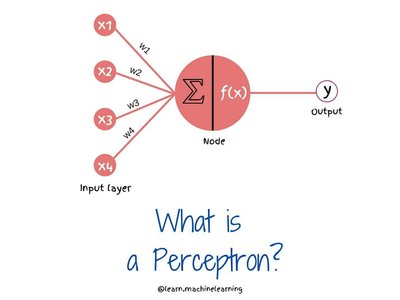 x1
w1
x2
w2
Σ f(x)
y
w3
x3
Output
w4
Node
x4
Input layer
What is
a Perceptron?
@learn.machinelearning